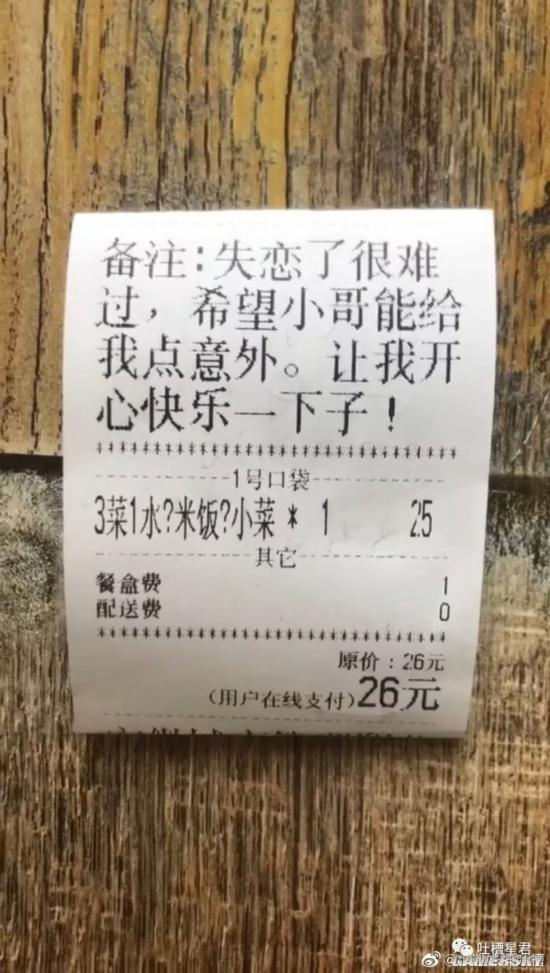 备注:失恋了很难
过,希望小哥能给
我点意外。让我开
心快乐一下子!
********************************
1号口袋
3菜1水?米饭?小菜 * 1 25
其它
餐盒费 1
配送费 0
********************************
原价:26元
(用户在线支付)26元
吐槽星君
GAMERSKY